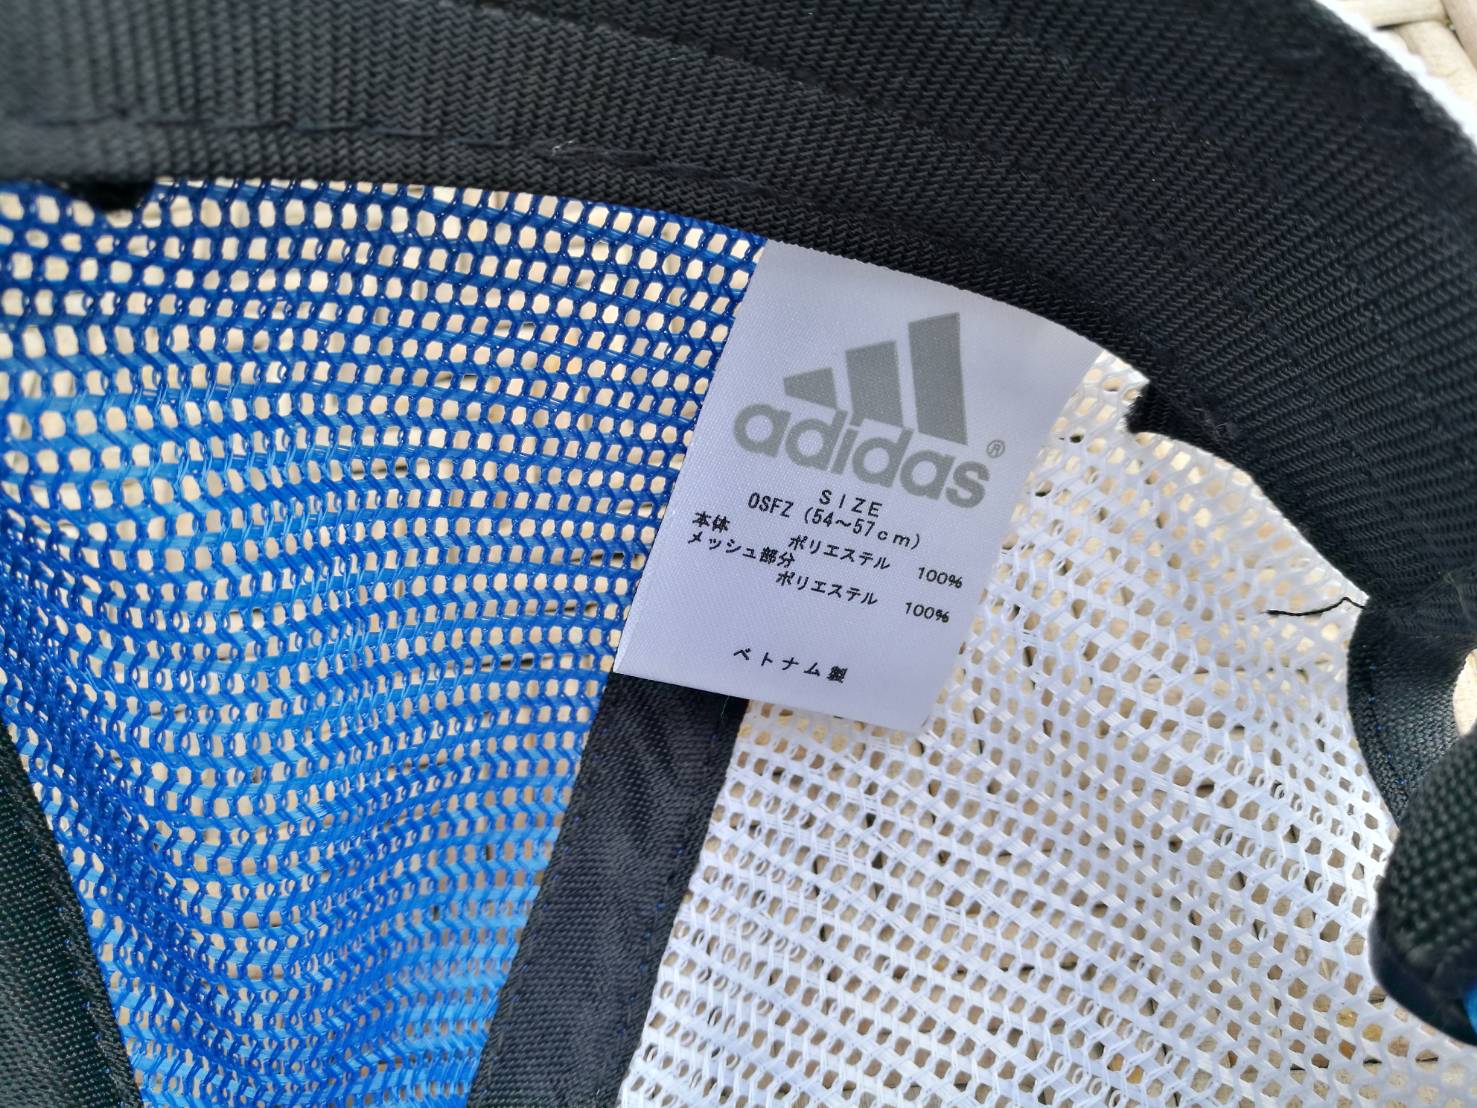 adidas®
SIZE
OSFZ (54～57cm)
本体
ポリエステル 100%
メッシュ部分
ポリエステル 100%
ベトナム製